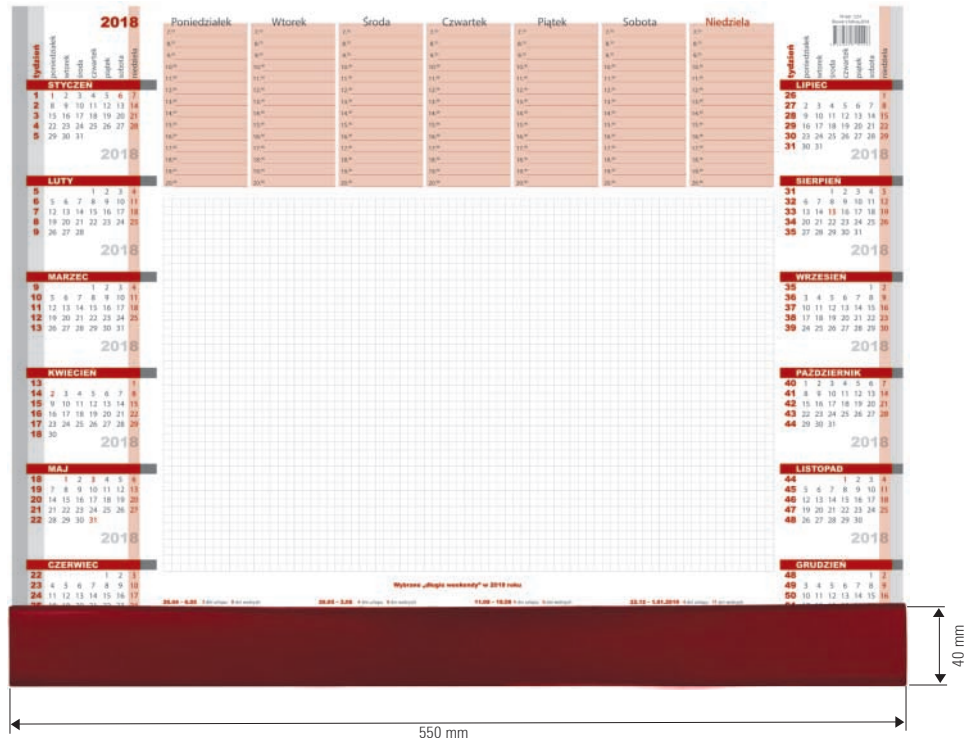 2018
Poniedziałek Wtorek Środa Czwartek Piątek Sobota Niedziela
tydzień poniedziałek wtorek środa czwartek piątek sobota niedziela
STYCZEŃ
1 1 2 3 4 5 6 7
2 8 9 10 11 12 13 14
3 15 16 17 18 19 20 21
4 22 23 24 25 26 27 28
5 29 30 31
2018
LUTY
5 1 2 3 4
6 5 6 7 8 9 10 11
7 12 13 14 15 16 17 18
8 19 20 21 22 23 24 25
9 26 27 28
2018
MARZEC
9 1 2 3 4
10 5 6 7 8 9 10 11
11 12 13 14 15 16 17 18
12 19 20 21 22 23 24 25
13 26 27 28 29 30 31
2018
KWIECIEŃ
13 1
14 2 3 4 5 6 7 8
15 9 10 11 12 13 14 15
16 16 17 18 19 20 21 22
17 23 24 25 26 27 28 29
18 30
2018
MAJ
18 1 2 3 4 5 6
19 7 8 9 10 11 12 13
20 14 15 16 17 18 19 20
21 21 22 23 24 25 26 27
22 28 29 30 31
2018
CZERWIEC
22 1 2 3
23 4 5 6 7 8 9 10
24 11 12 13 14 15 16 17
tydzień poniedziałek wtorek środa czwartek piątek sobota niedziela
LIPIEC
26 1
27 2 3 4 5 6 7 8
28 9 10 11 12 13 14 15
29 16 17 18 19 20 21 22
30 23 24 25 26 27 28 29
31 30 31
2018
SIERPIEŃ
31 1 2 3 4 5
32 6 7 8 9 10 11 12
33 13 14 15 16 17 18 19
34 20 21 22 23 24 25 26
35 27 28 29 30 31
2018
WRZESIEŃ
35 1 2
36 3 4 5 6 7 8 9
37 10 11 12 13 14 15 16
38 17 18 19 20 21 22 23
39 24 25 26 27 28 29 30
2018
PAŹDZIERNIK
40 1 2 3 4 5 6 7
41 8 9 10 11 12 13 14
42 15 16 17 18 19 20 21
43 22 23 24 25 26 27 28
44 29 30 31
2018
LISTOPAD
44 1 2 3 4
45 5 6 7 8 9 10 11
46 12 13 14 15 16 17 18
47 19 20 21 22 23 24 25
48 26 27 28 29 30
2018
GRUDZIEŃ
48 1 2
49 3 4 5 6 7 8 9
50 10 11 12 13 14 15 16
Wybrane „długie weekendy" w 2018 roku
40 mm
550 mm